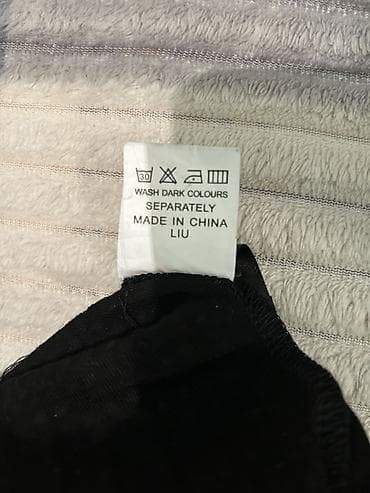 30
WASH DARK COLOURS
SEPARATELY
MADE IN CHINA
LIU